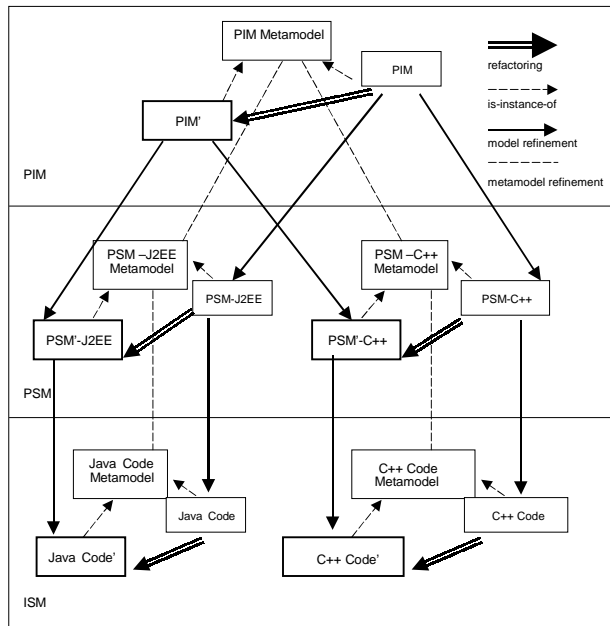 PIM Metamodel
PIM
refactoring
is-instance-of
PIM'
model refinement
PIM
metamodel refinement
PSM –J2EE
Metamodel
PSM –C++
Metamodel
PSM-J2EE
PSM-C++
PSM'-J2EE
PSM'-C++
PSM
Java Code
Metamodel
C++ Code
Metamodel
Java Code
C++ Code
Java Code'
C++ Code'
ISM